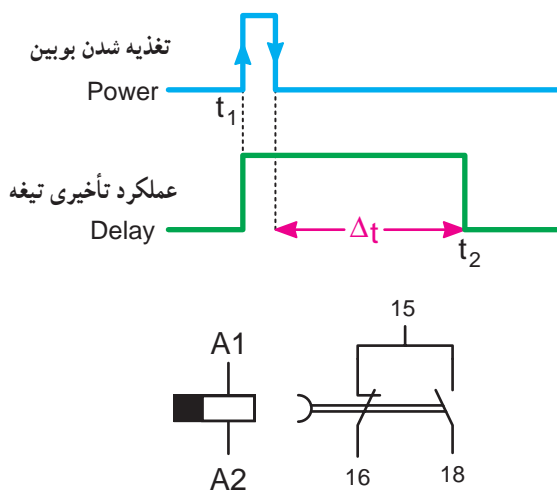 تغذیه شدن بوبین
Power
t1
عملکرد تأخیری تیغه
Delay
Δt
t2
15
A1
A2
16
18